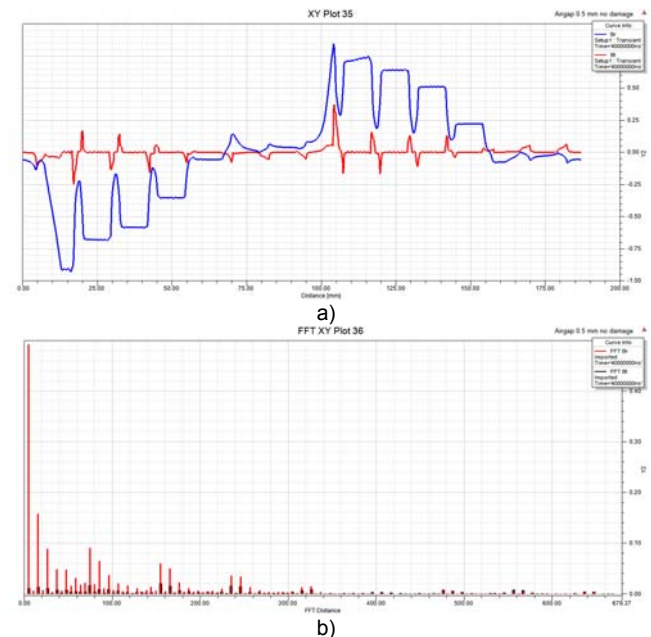 XY Plot 35
Airgap 0.5 mm no damage
Curve Info
Br
Setup1 : Transient
Bt
Setup1 : Transient
0.50
0.25
0.00
-0.25
-0.50
-0.75
-1.00
0.00 25.00 50.00 75.00 100.00 125.00 150.00 175.00 200.00
Distance [mm]
a)
FFT XY Plot 36
Airgap 0.5 mm no damage
Curve Info
FFT Br
Imported
FFT Bt
Imported
0.40
0.30
0.20
0.10
0.00
0.00 100.00 200.00 300.00 400.00 500.00 600.00 679.37
FFT Distance
b)